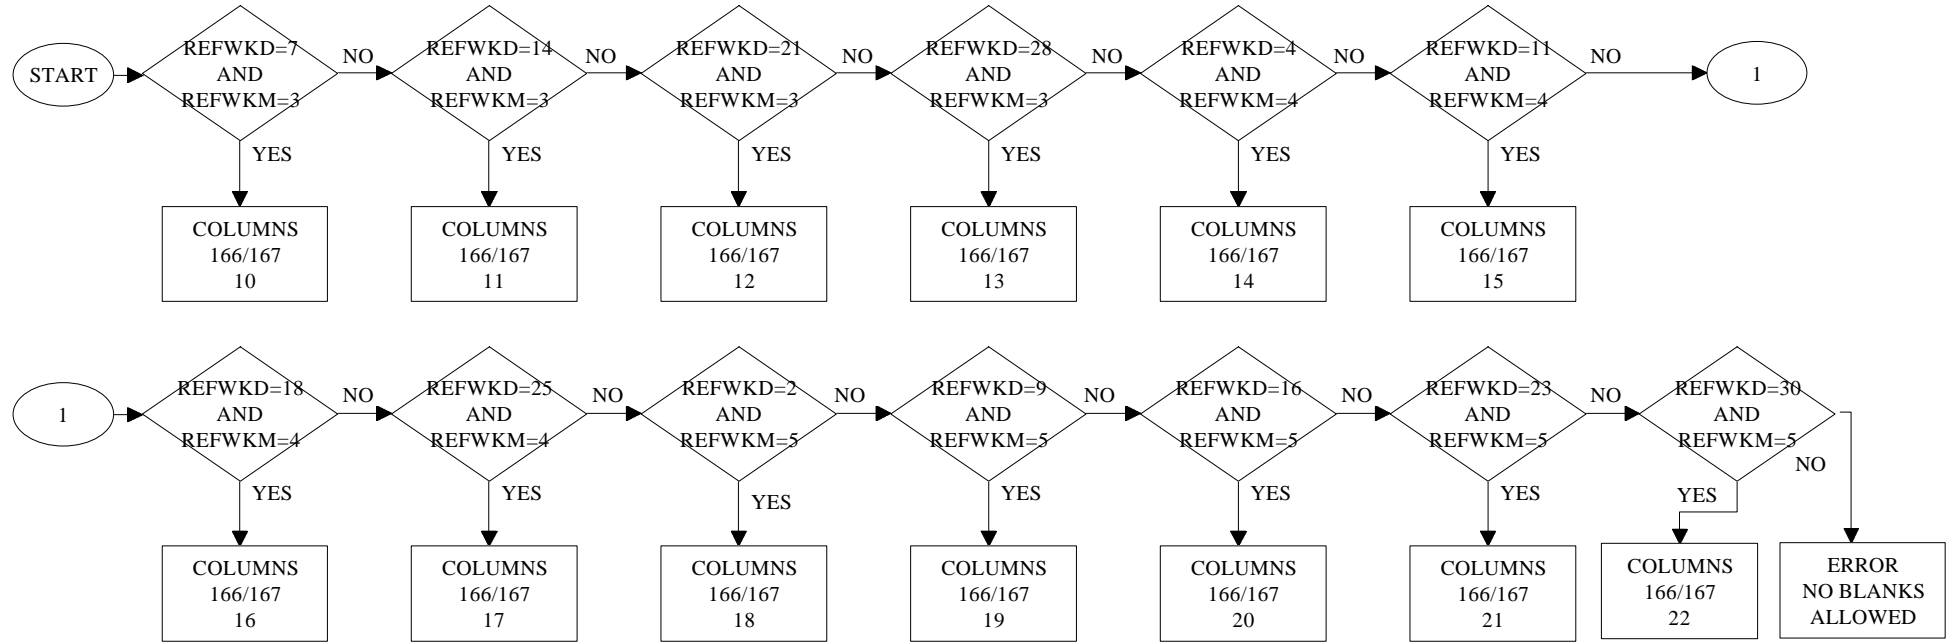 START
REFWKD=7
AND
REFWKM=3
NO
YES
COLUMNS
166/167
10
REFWKD=14
AND
REFWKM=3
NO
YES
COLUMNS
166/167
11
REFWKD=21
AND
REFWKM=3
NO
YES
COLUMNS
166/167
12
REFWKD=28
AND
REFWKM=3
NO
YES
COLUMNS
166/167
13
REFWKD=4
AND
REFWKM=4
NO
YES
COLUMNS
166/167
14
REFWKD=11
AND
REFWKM=4
NO
YES
COLUMNS
166/167
15
1
1
REFWKD=18
AND
REFWKM=4
NO
YES
COLUMNS
166/167
16
REFWKD=25
AND
REFWKM=4
NO
YES
COLUMNS
166/167
17
REFWKD=2
AND
REFWKM=5
NO
YES
COLUMNS
166/167
18
REFWKD=9
AND
REFWKM=5
NO
YES
COLUMNS
166/167
19
REFWKD=16
AND
REFWKM=5
NO
YES
COLUMNS
166/167
20
REFWKD=23
AND
REFWKM=5
NO
YES
COLUMNS
166/167
21
REFWKD=30
AND
REFWKM=5
NO
YES
COLUMNS
166/167
22
ERROR
NO BLANKS
ALLOWED